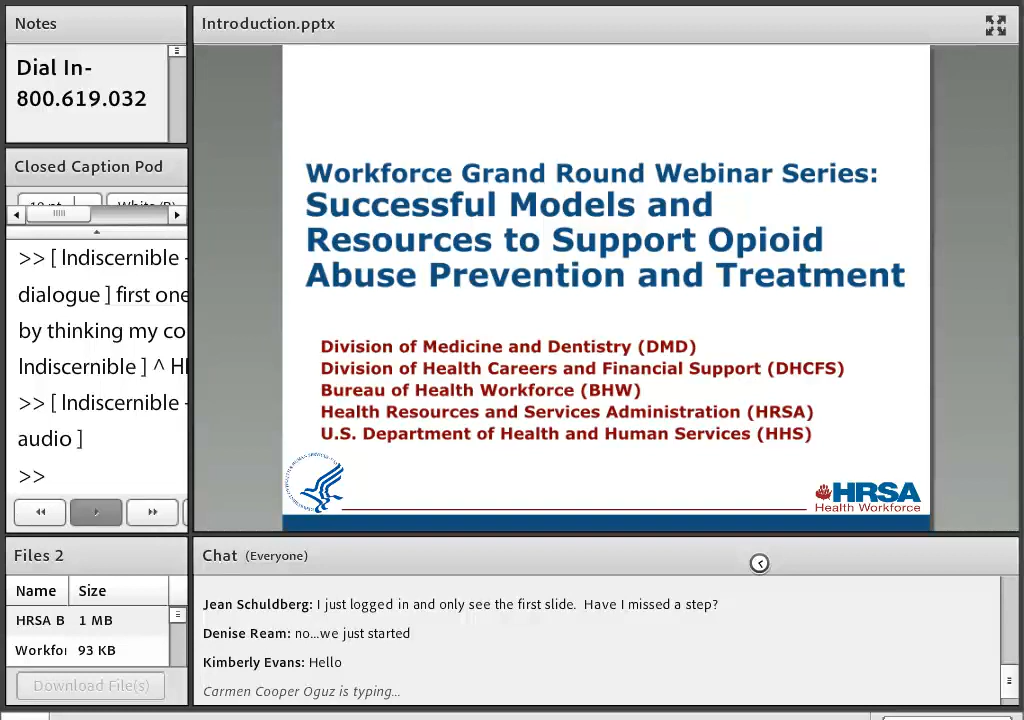 Notes
Dial In-
800.619.032
Closed Caption Pod
>> [ Indiscernible -
dialogue ] first one
by thinking my co
Indiscernible ] ^ HI
>> [ Indiscernible -
audio ]
>>
Files 2
Name Size
HRSA B 1 MB
Workfo 93 KB
Download File(s)
Introduction.pptx
Workforce Grand Round Webinar Series:
Successful Models and
Resources to Support Opioid
Abuse Prevention and Treatment
Division of Medicine and Dentistry (DMD)
Division of Health Careers and Financial Support (DHCFS)
Bureau of Health Workforce (BHW)
Health Resources and Services Administration (HRSA)
U.S. Department of Health and Human Services (HHS)
HRSA
Health Workforce
Chat (Everyone)
Jean Schuldberg: I just logged in and only see the first slide. Have I missed a step?
Denise Ream: no...we just started
Kimberly Evans: Hello
Carmen Cooper Oguz is typing...